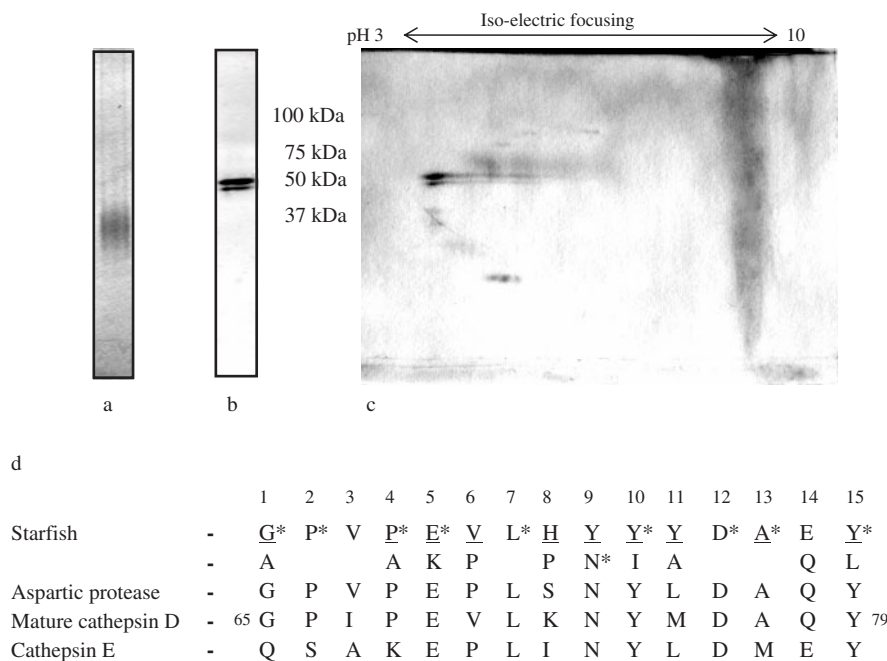 Iso-electric focusing
pH 3 10
100 kDa
75 kDa
50 kDa
37 kDa
a b c
d
1 2 3 4 5 6 7 8 9 10 11 12 13 14 15
Starfish - G* P* V P* E* V L* H Y Y* Y D* A* E Y*
- A A K P P N* I A Q L
Aspartic protease - G P V P E P L S N Y L D A Q Y
Mature cathepsin D - 65 G P I P E V L K N Y M D A Q Y 79
Cathepsin E - Q S A K E P L I N Y L D M E Y